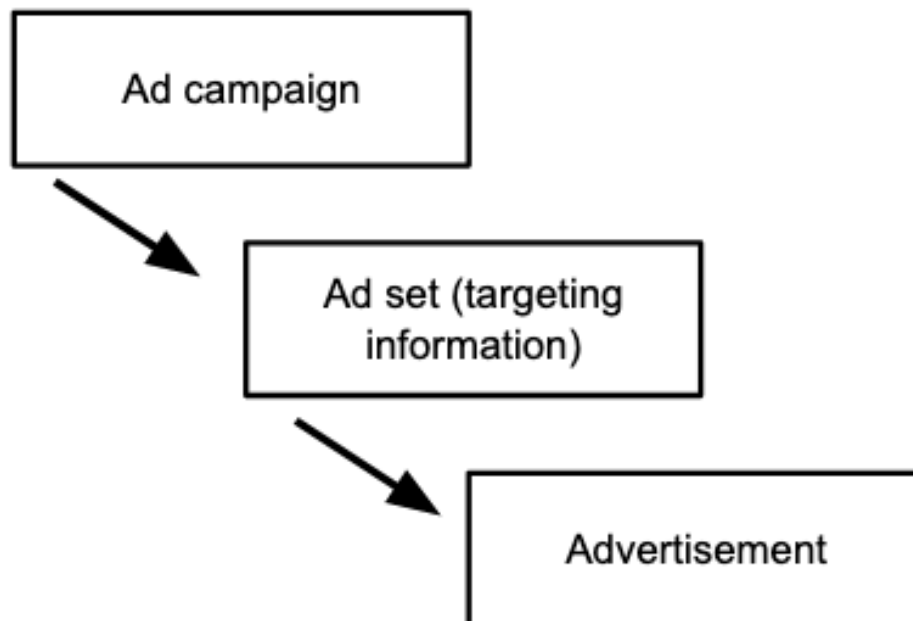 Ad campaign
Ad set (targeting
information)
Advertisement